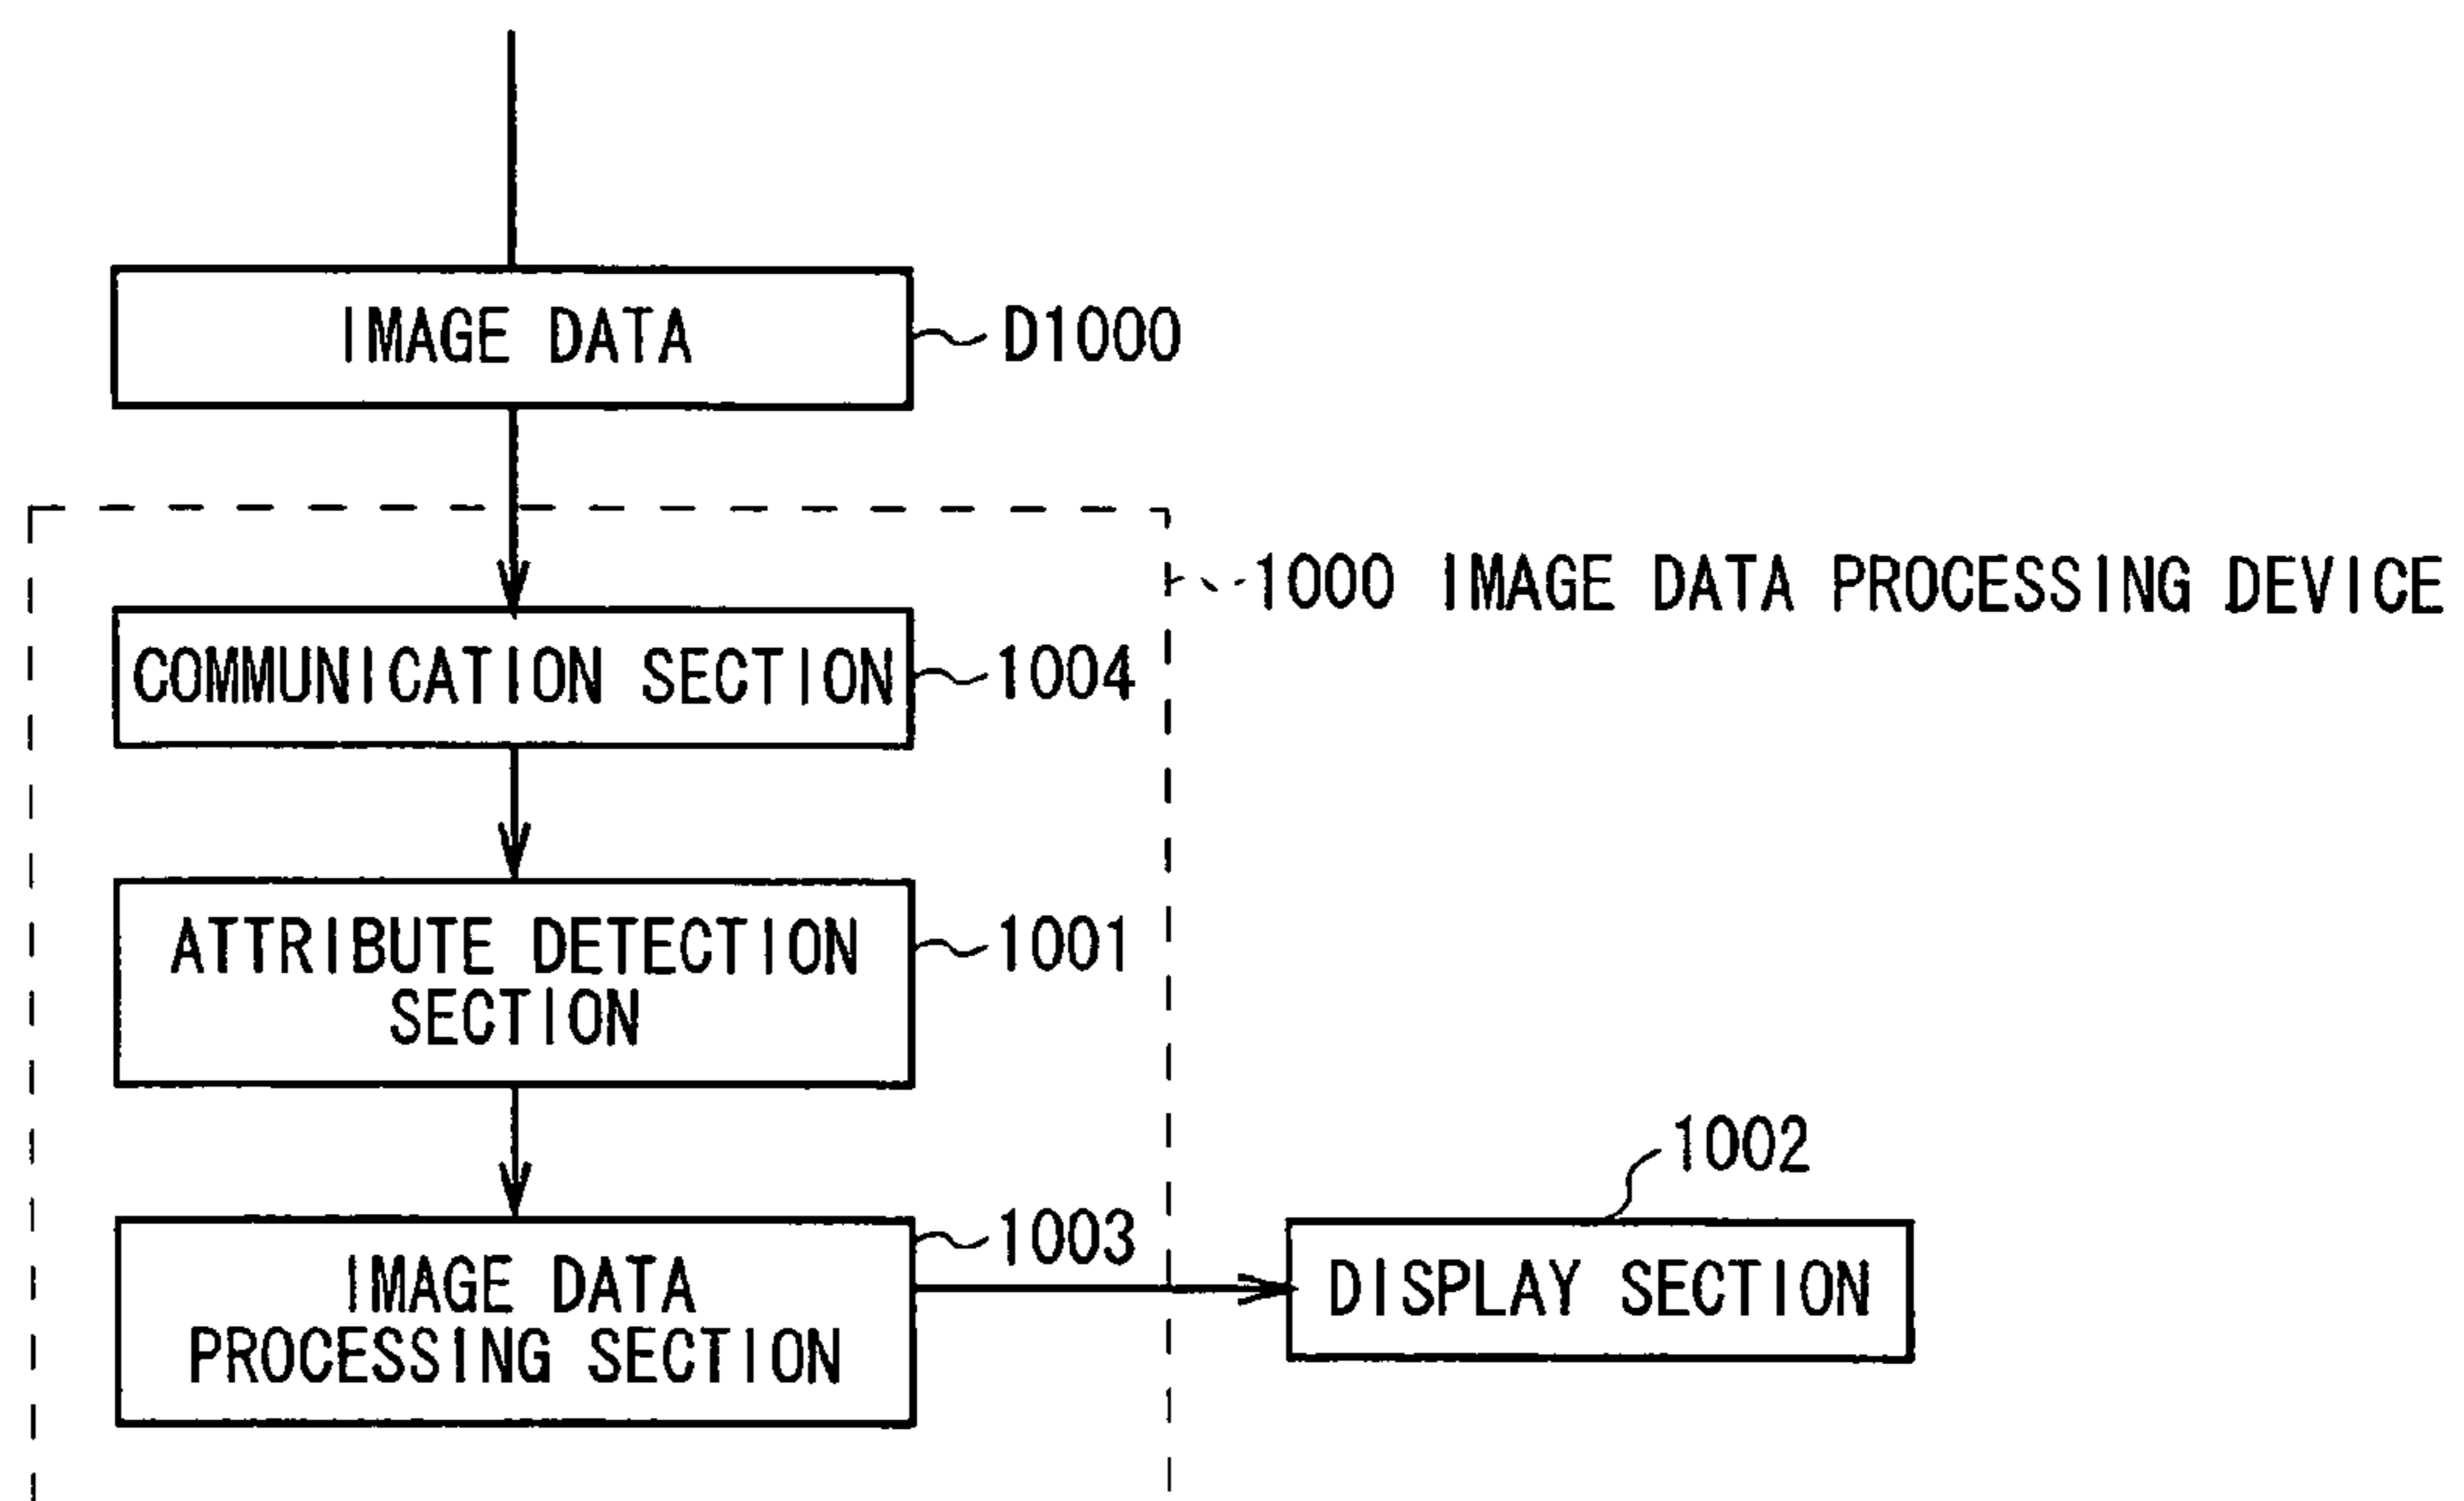 IMAGE DATA
D1000
1000 IMAGE DATA PROCESSING DEVICE
COMMUNICATION SECTION
1004
ATTRIBUTE DETECTION
SECTION
1001
1002
1003
IMAGE DATA
PROCESSING SECTION
DISPLAY SECTION